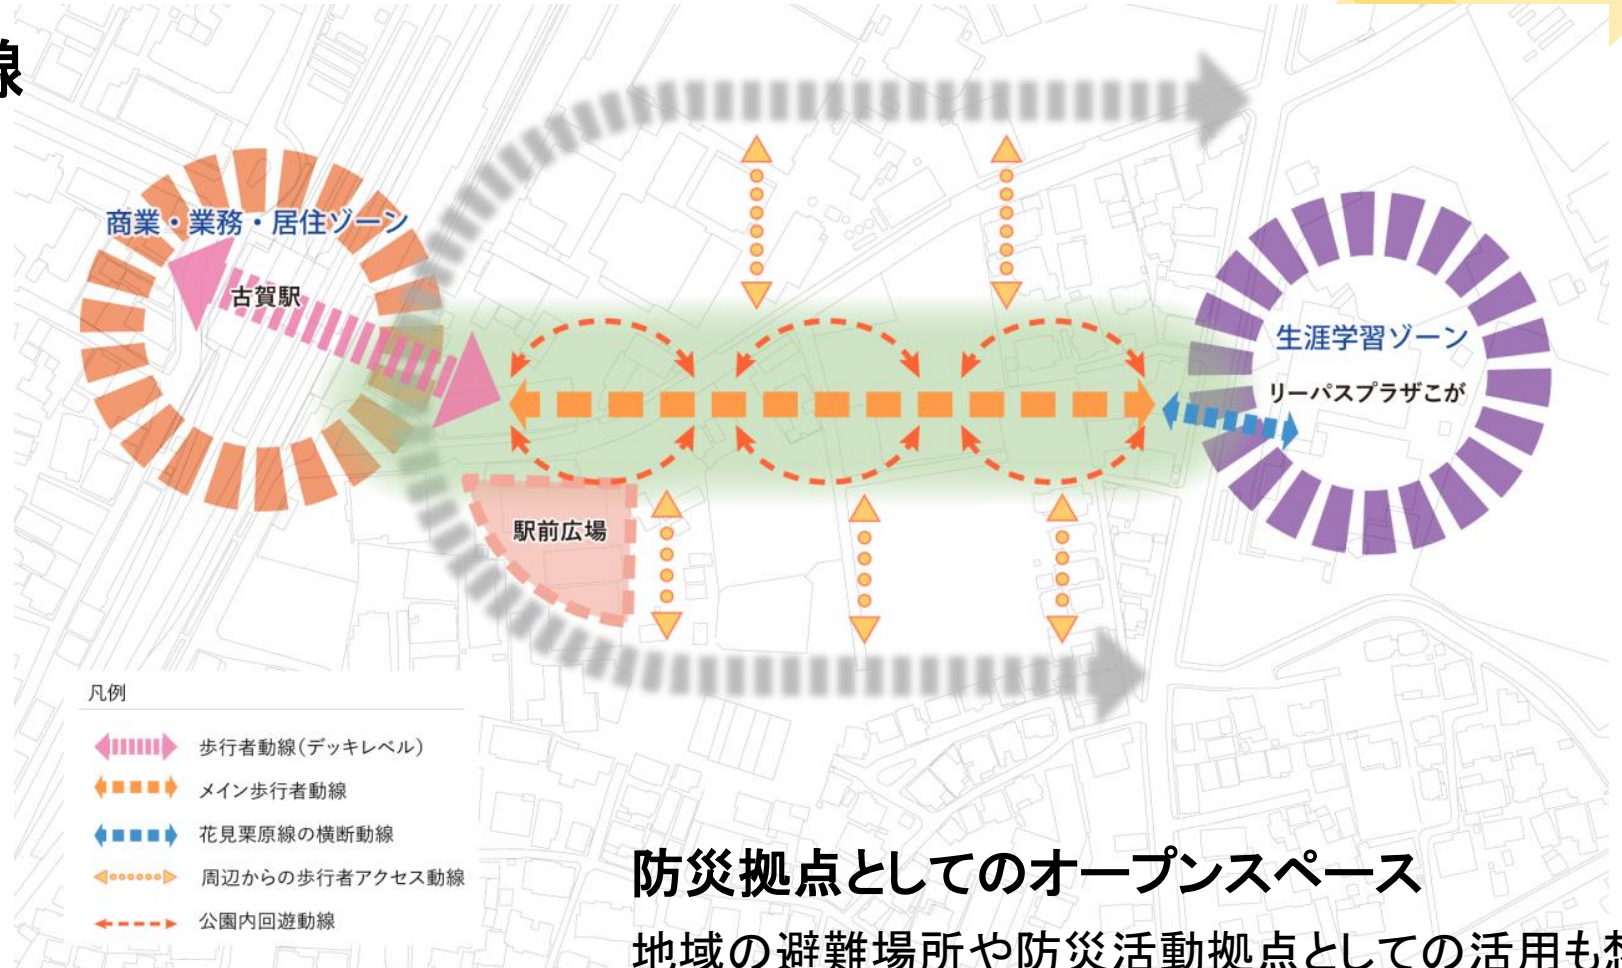 線
商業・業務・居住ゾーン
古賀駅
生涯学習ゾーン
リーパスプラザこが
駅前広場
凡例
歩行者動線(デッキレベル)
メイン歩行者動線
花見栗原線の横断動線
周辺からの歩行者アクセス動線
公園内回遊動線
防災拠点としてのオープンスペース
地域の避難場所や防災活動拠点としての活用も想